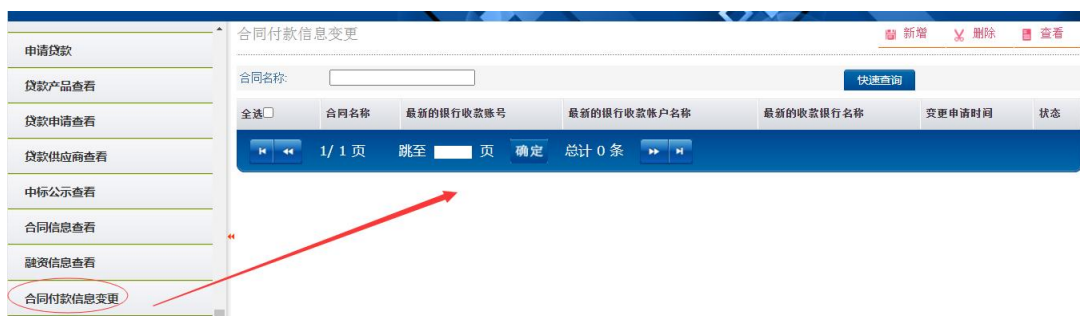 合同付款信息变更 新增 删除 查看
申请贷款
贷款产品查看
贷款申请查看
贷款供应商查看
中标公示查看
合同信息查看
融资信息查看
合同付款信息变更
合同名称: 快速查询
全选 合同名称 最新的银行收款账号 最新的银行收款帐户名称 最新的收款银行名称 变更申请时间 状态
1/ 1 页 跳至 页 确定 总计 0 条